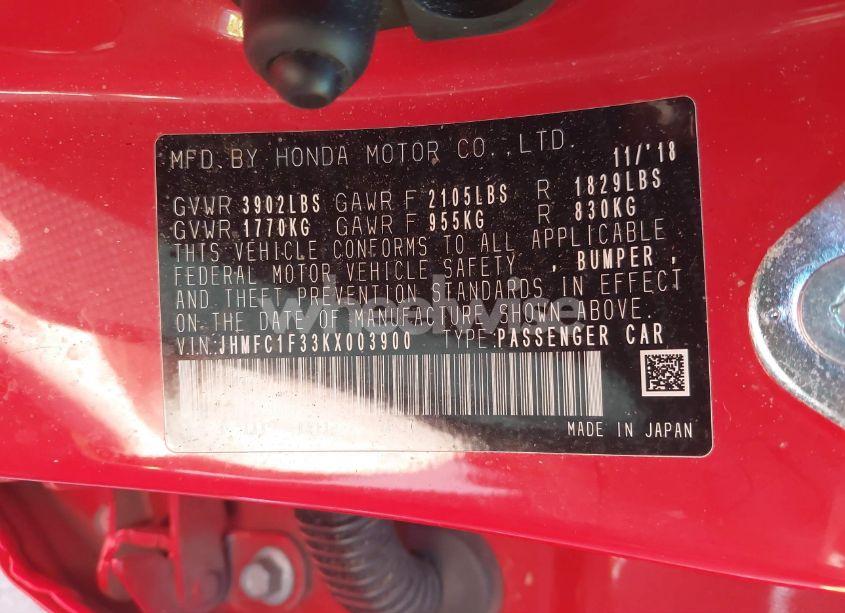 MFD. BY HONDA MOTOR CO., LTD. 11/'18
GVWR 3902LBS GAWR F 2105LBS R 1829LBS
GVWR 1770KG GAWR F 955KG R 830KG
THIS VEHICLE CONFORMS TO ALL APPLICABLE
FEDERAL MOTOR VEHICLE SAFETY , BUMPER ,
AND THEFT PREVENTION STANDARDS IN EFFECT
ON THE DATE OF MANUFACTURE SHOWN ABOVE.
VIN:JHMFC1F33KX003900 TYPE:PASSENGER CAR
MADE IN JAPAN
wheelwise